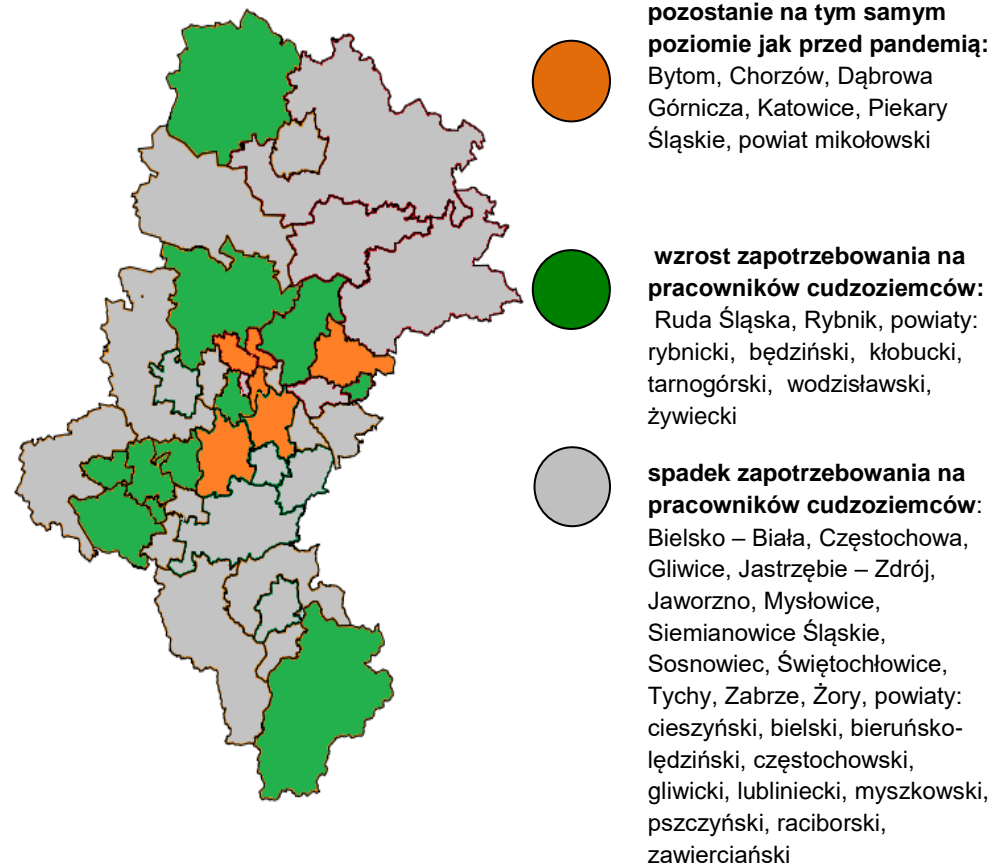 pozostanie na tym samym
poziomie jak przed pandemią:
Bytom, Chorzów, Dąbrowa
Górnicza, Katowice, Piekary
Śląskie, powiat mikołowski
wzrost zapotrzebowania na
pracowników cudzoziemców:
Ruda Śląska, Rybnik, powiaty:
rybnicki, będziński, kłobucki,
tarnogórski, wodzisławski,
żywiecki
spadek zapotrzebowania na
pracowników cudzoziemców:
Bielsko – Biała, Częstochowa,
Gliwice, Jastrzębie – Zdrój,
Jaworzno, Mysłowice,
Siemianowice Śląskie,
Sosnowiec, Świętochłowice,
Tychy, Zabrze, Żory, powiaty:
cieszyński, bielski, bieruńsko-
lędziński, częstochowski,
gliwicki, lubliniecki, myszkowski,
pszczyński, raciborski,
zawierciański